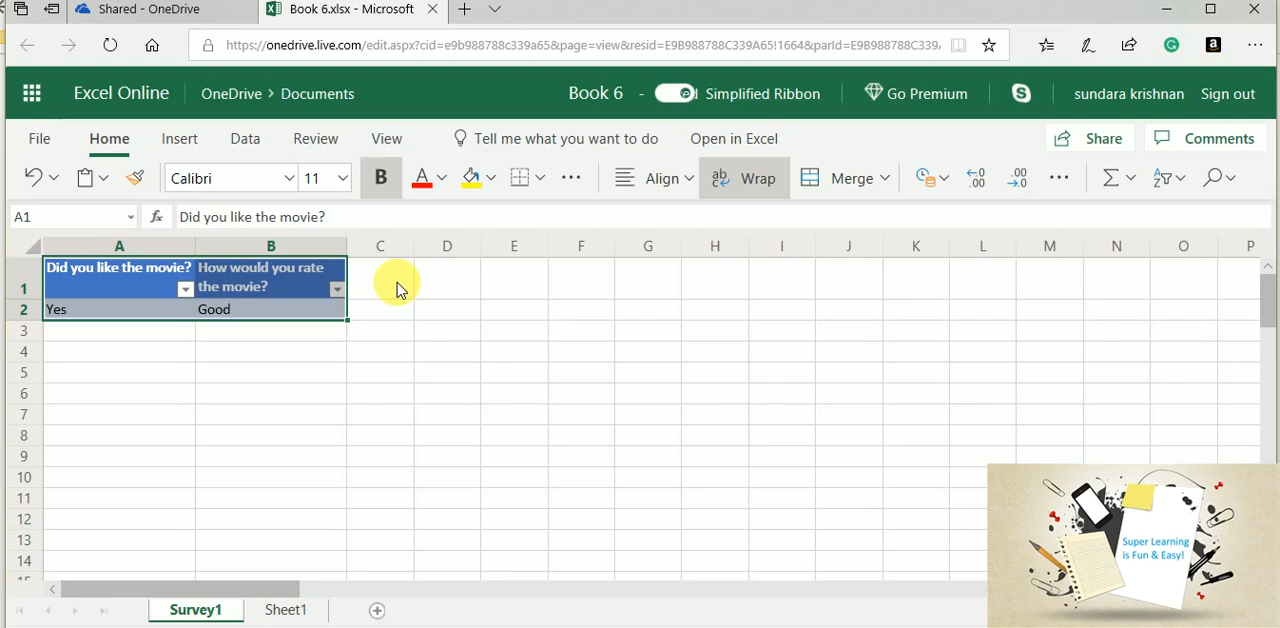 Shared - OneDrive
Book 6.xlsx - Microsoft
https://onedrive.live.com/edit.aspx?cid=e9b988788c339a65&page=view&resid=E9B988788C339A65!1664&parId=E9B988788C339A
Excel Online
OneDrive > Documents
Book 6 -
Simplified Ribbon
Go Premium
sundara krishnan
Sign out
File
Home
Insert
Data
Review
View
Tell me what you want to do
Open in Excel
Share
Comments
Calibri
11
B
A
Align
ab
Wrap
Merge
A1
fx
Did you like the movie?
A B C D E F G H I J K L M N O P
1
Did you like the movie?
How would you rate
the movie?
2 Yes Good
3
4
5
6
7
8
9
10
11
12
13
14
15
Super Learning
is Fun & Easy!
Survey1
Sheet1